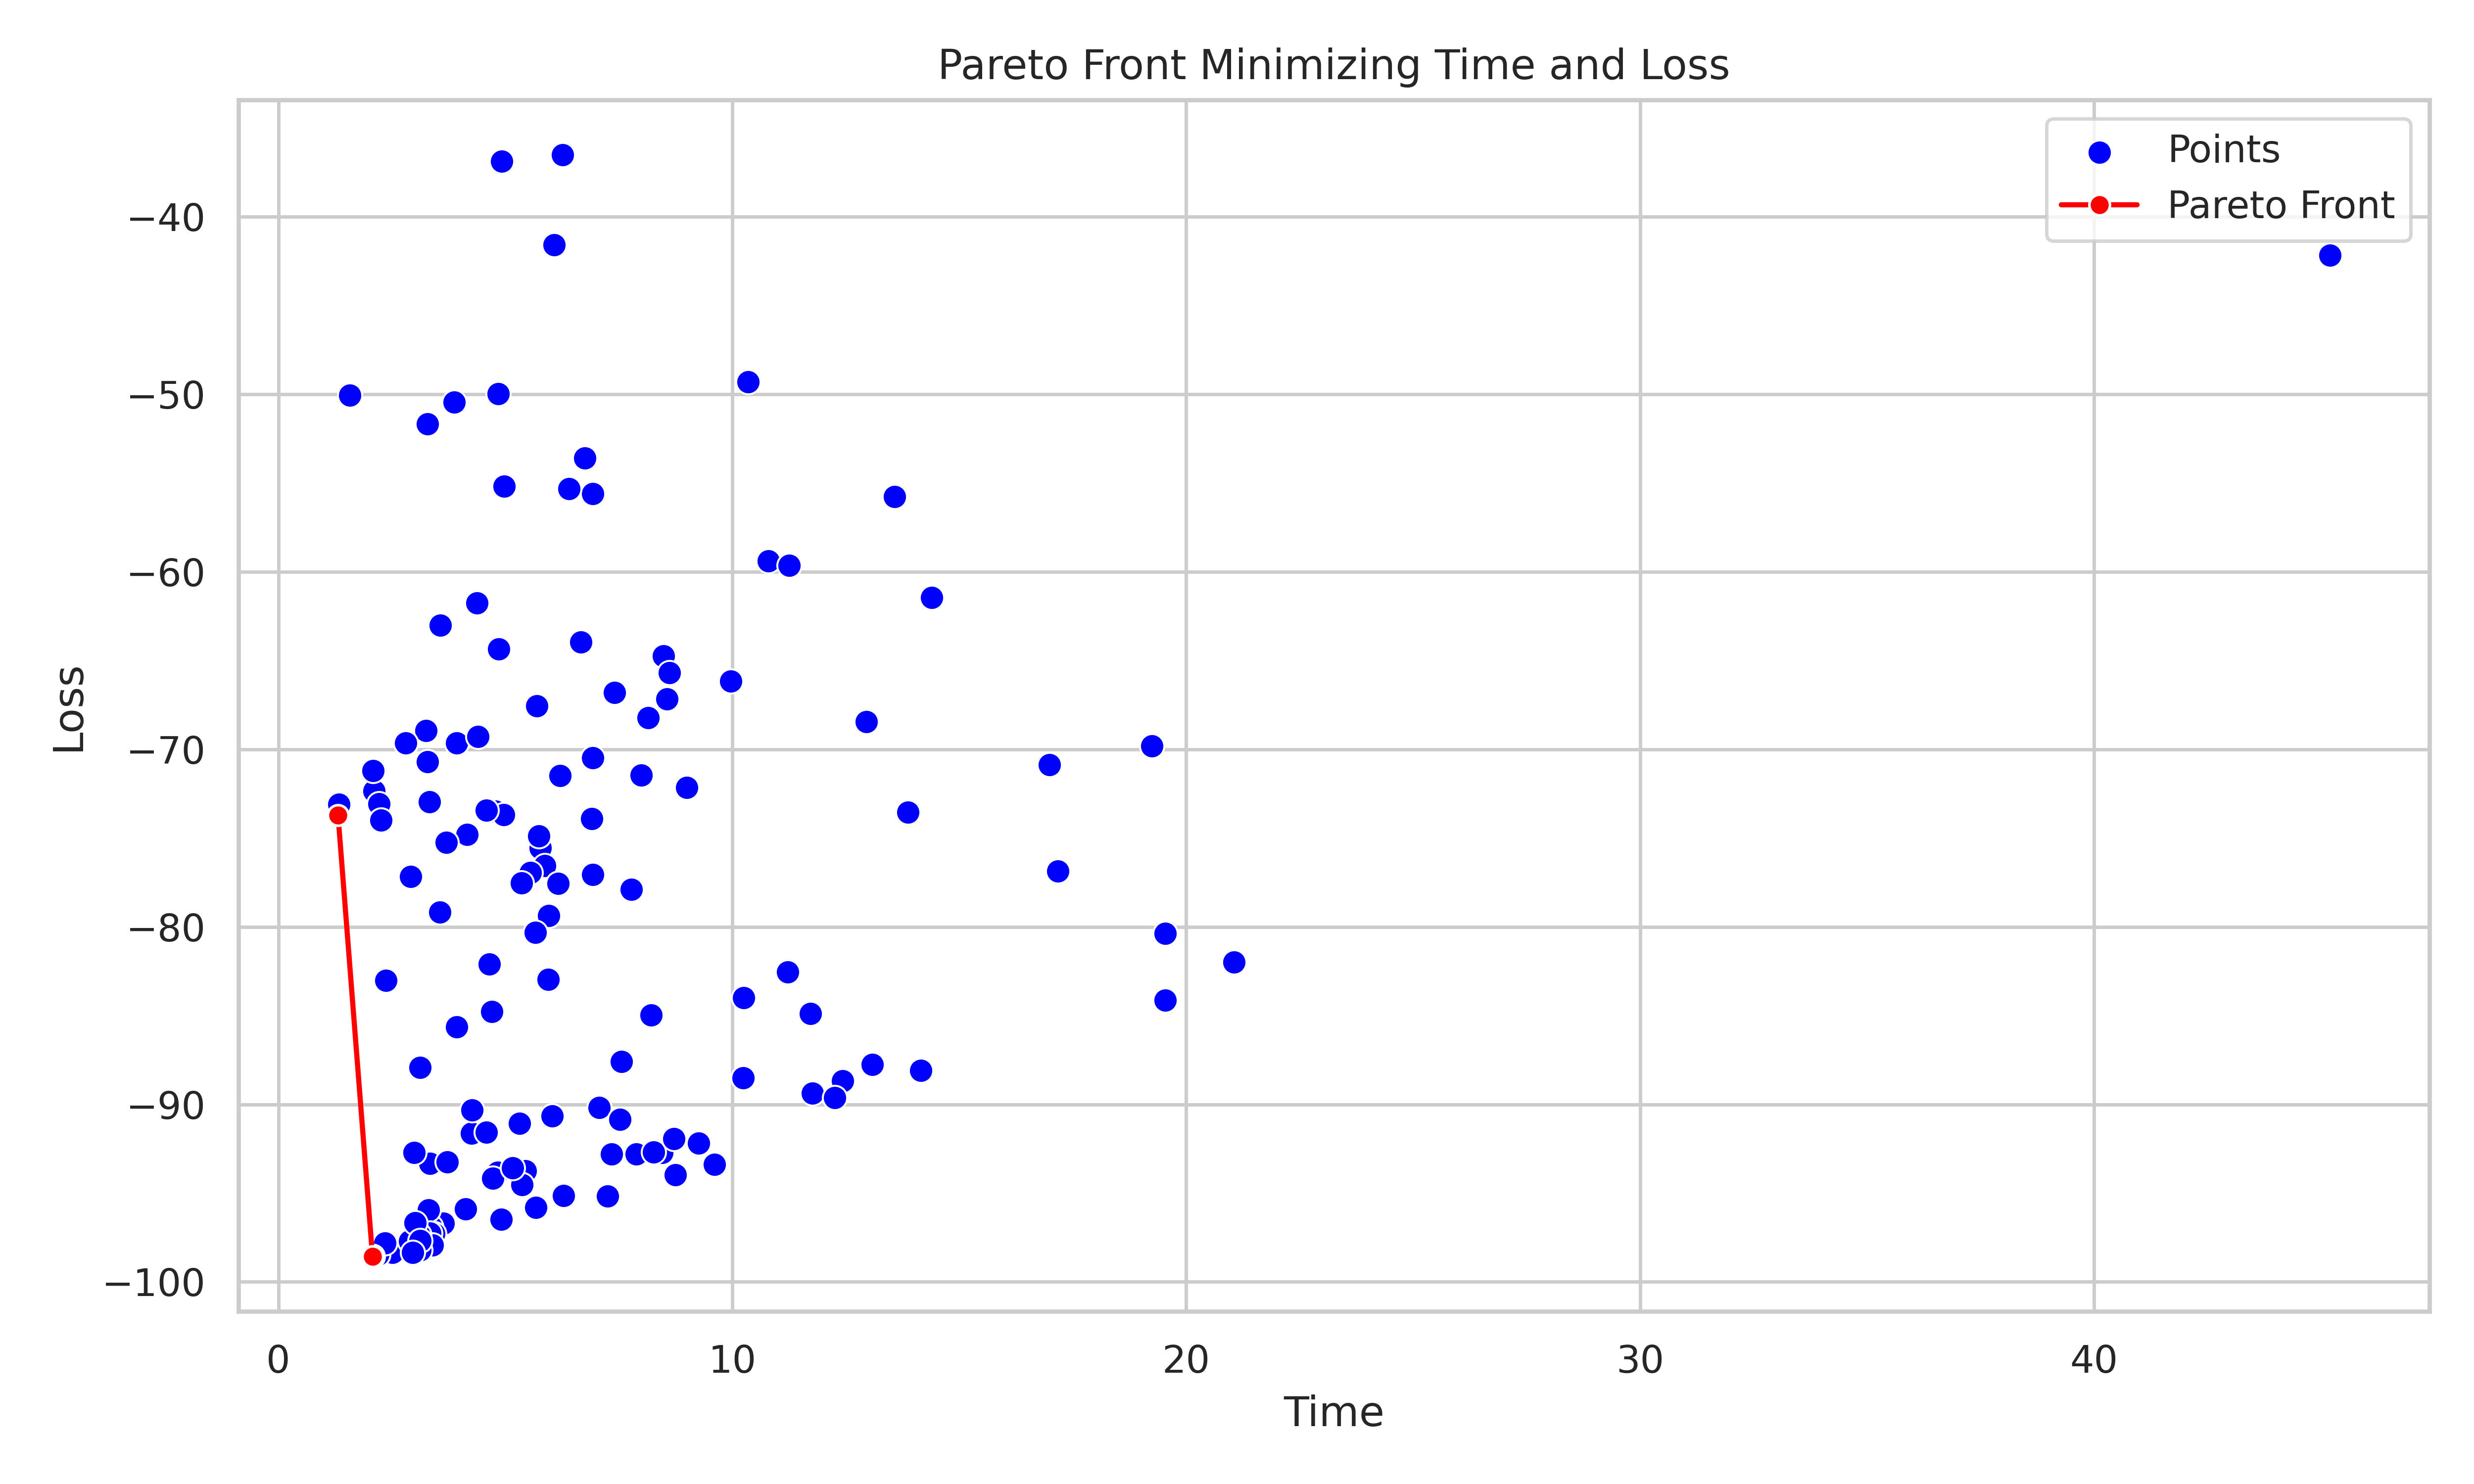 Pareto Front Minimizing Time and Loss
Points
Pareto Front
−40
−50
−60
−70
−80
−90
−100
Loss
0 10 20 30 40
Time